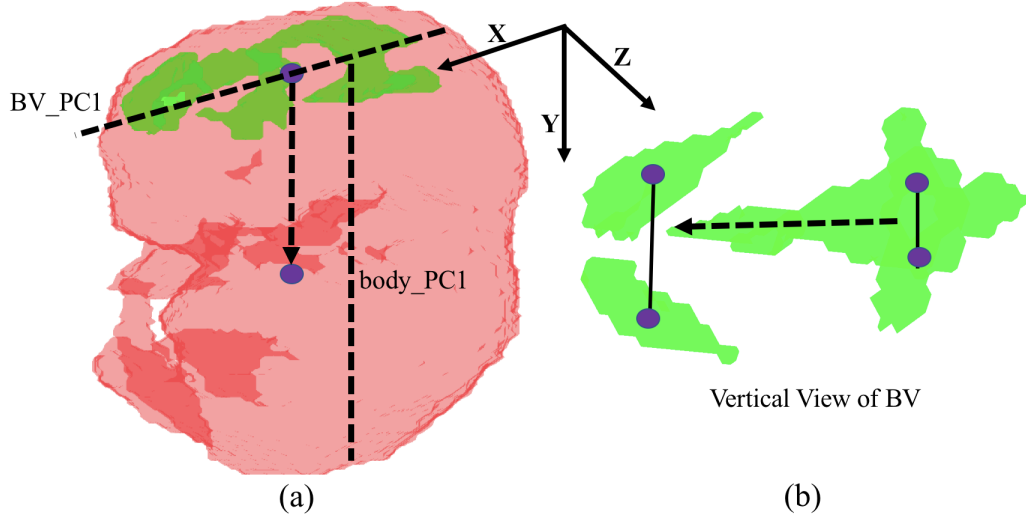 X
Z
BV_PC1
Y
body_PC1
Vertical View of BV
(a)
(b)